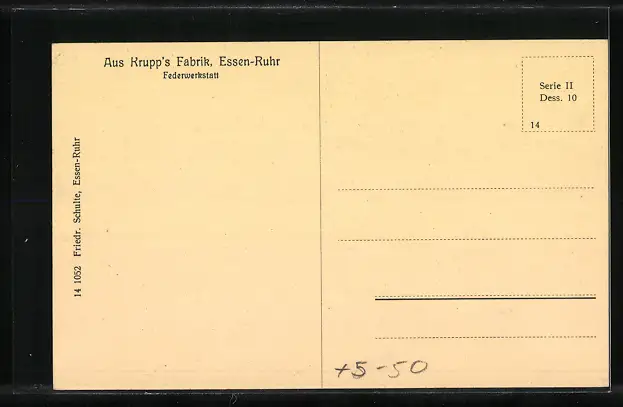 Aus Krupp's Fabrik, Essen-Ruhr
Federwerkstatt
14 1052 Friedr. Schulte, Essen-Ruhr
Serie II
Dess. 10
14
+5-50